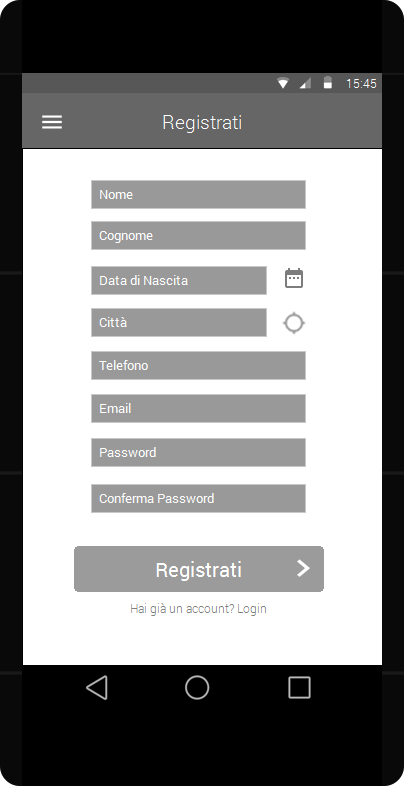 15:45
Registrati
Nome
Cognome
Data di Nascita
Città
Telefono
Email
Password
Conferma Password
Registrati
Hai già un account? Login